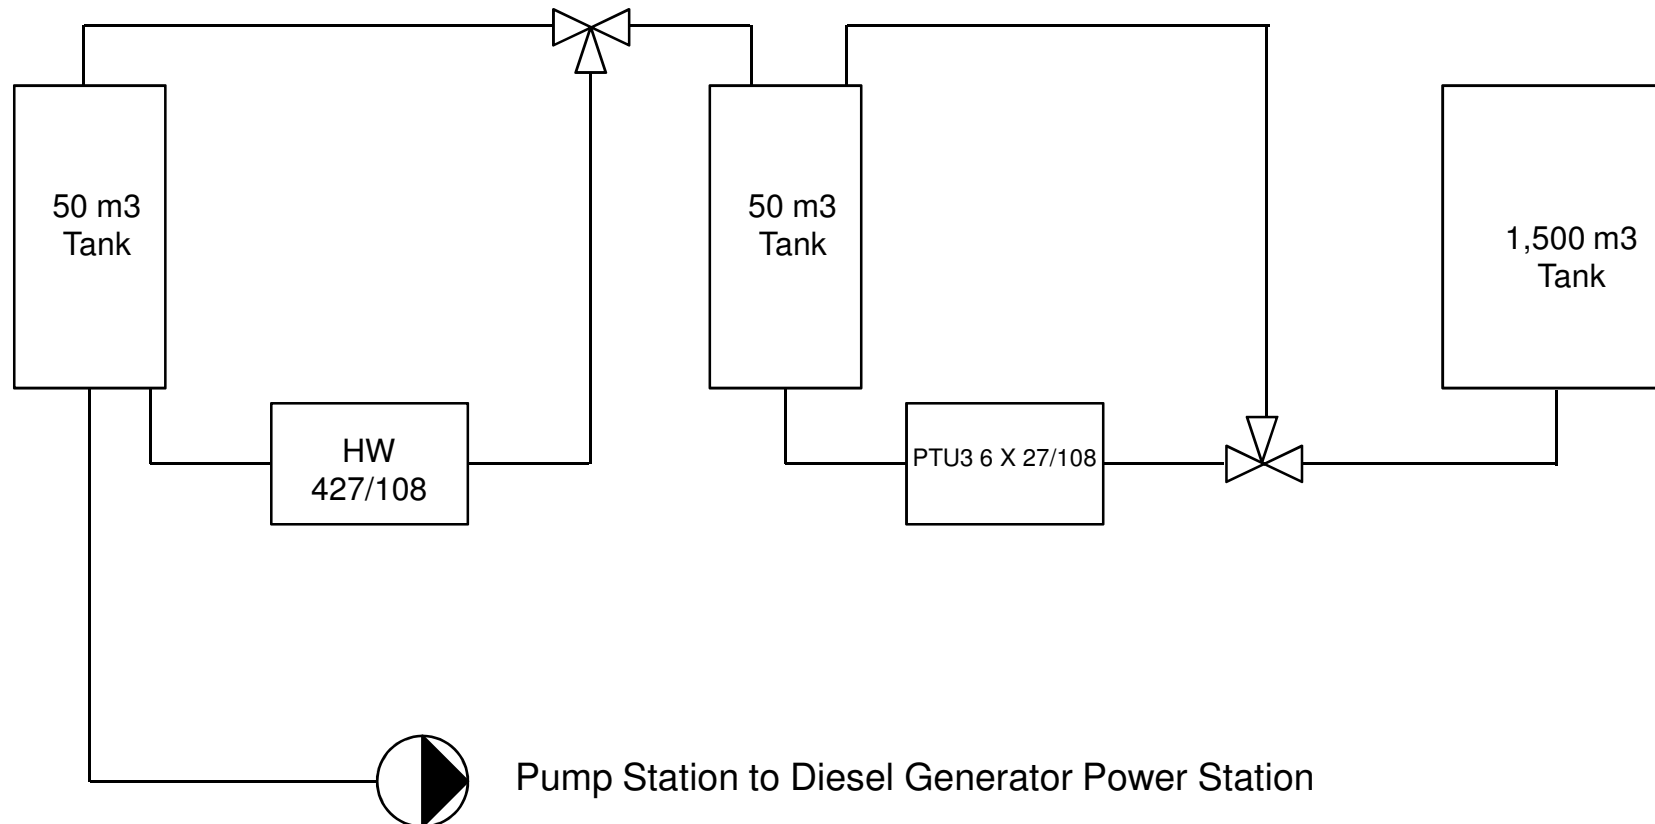 50 m3
Tank
50 m3
Tank
1,500 m3
Tank
HW
427/108
PTU3 6 X 27/108
Pump Station to Diesel Generator Power Station